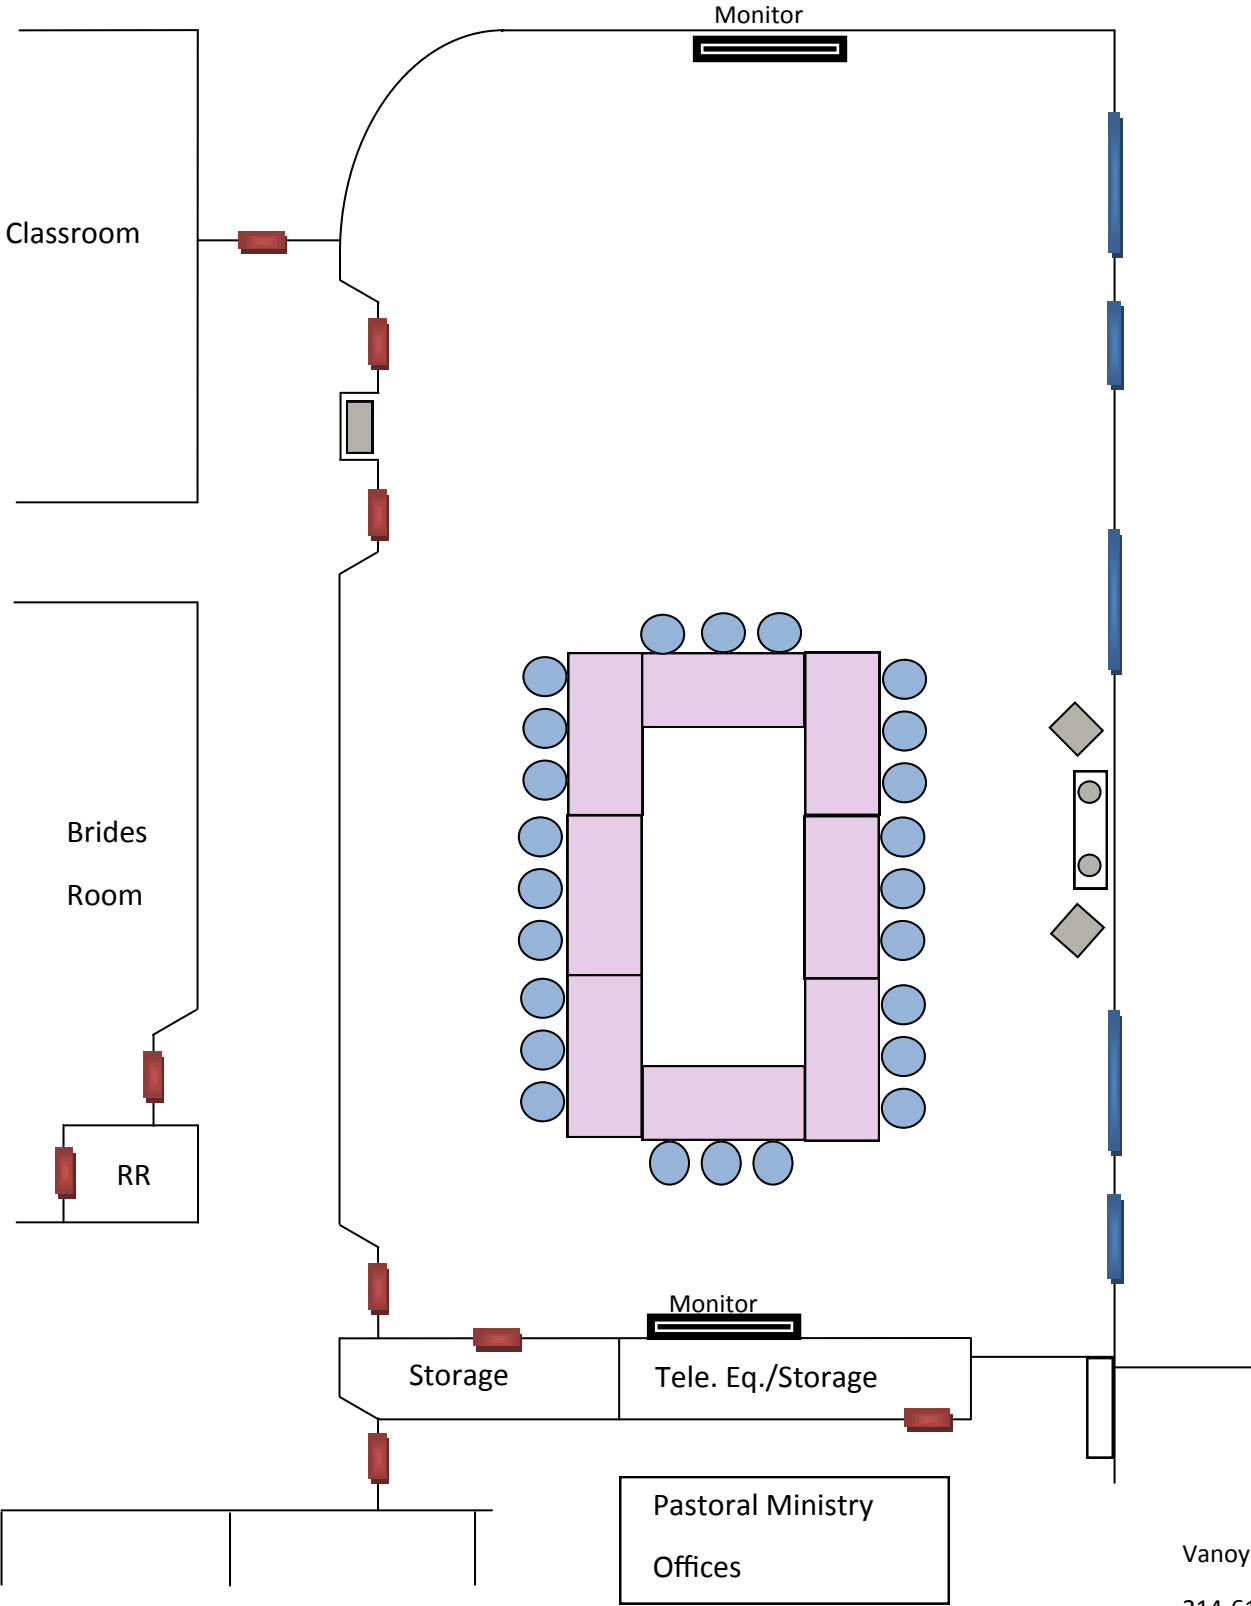 Monitor
Classroom
Brides
Room
RR
Monitor
Storage
Tele. Eq./Storage
Pastoral Ministry
Offices
Vanoy